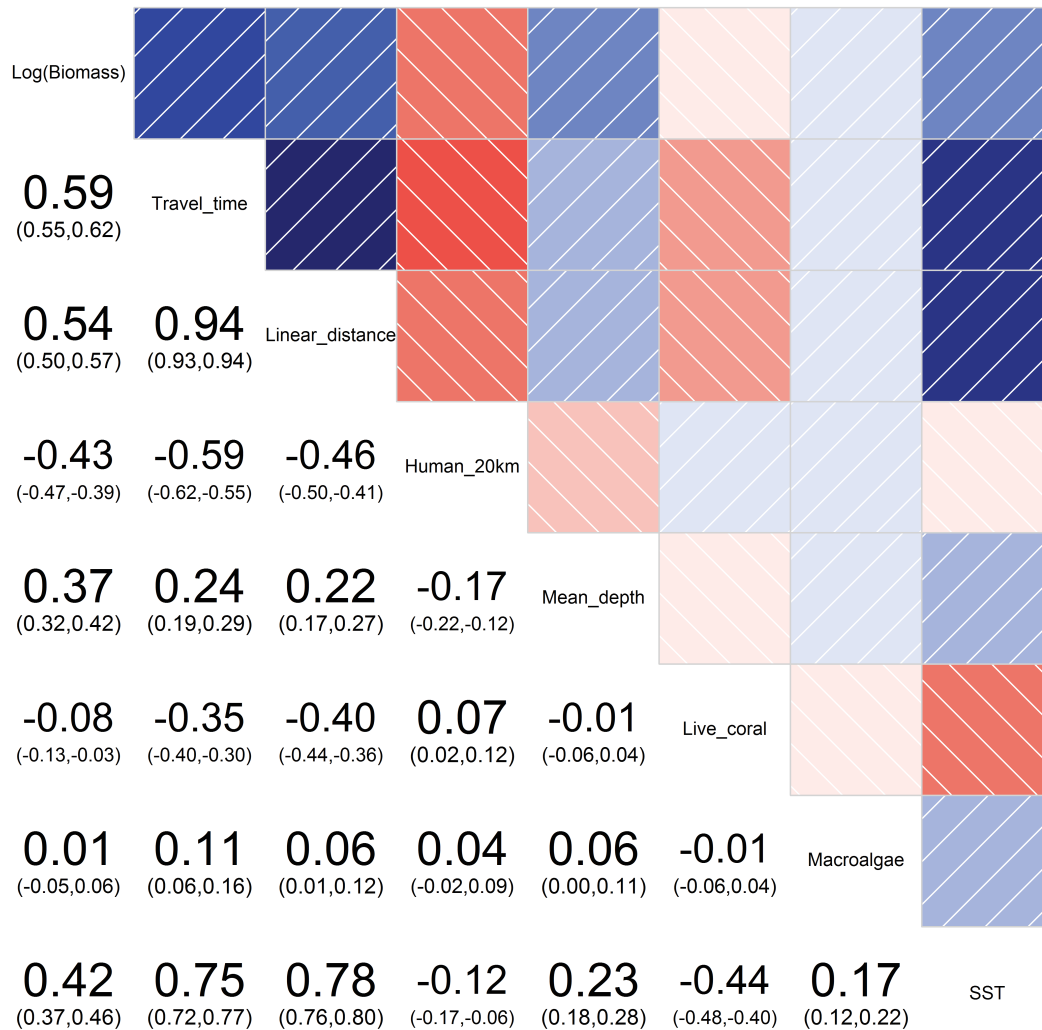 Log(Biomass)
0.59 Travel_time
(0.55,0.62)
0.54 0.94 Linear_distance
(0.50,0.57) (0.93,0.94)
-0.43 -0.59 -0.46 Human_20km
(-0.47,-0.39) (-0.62,-0.55) (-0.50,-0.41)
0.37 0.24 0.22 -0.17 Mean_depth
(0.32,0.42) (0.19,0.29) (0.17,0.27) (-0.22,-0.12)
-0.08 -0.35 -0.40 0.07 -0.01 Live_coral
(-0.13,-0.03) (-0.40,-0.30) (-0.44,-0.36) (0.02,0.12) (-0.06,0.04)
0.01 0.11 0.06 0.04 0.06 -0.01 Macroalgae
(-0.05,0.06) (0.06,0.16) (0.01,0.12) (-0.02,0.09) (0.00,0.11) (-0.06,0.04)
0.42 0.75 0.78 -0.12 0.23 -0.44 0.17 SST
(0.37,0.46) (0.72,0.77) (0.76,0.80) (-0.17,-0.06) (0.18,0.28) (-0.48,-0.40) (0.12,0.22)